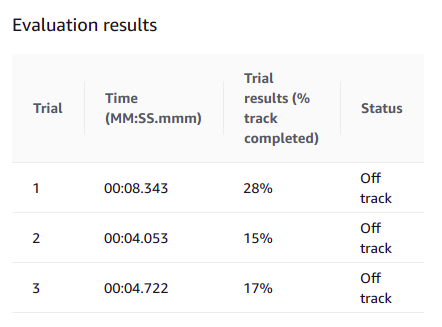 Evaluation results
Trial
Time
(MM:SS.mmm)
Trial
results (%
track
completed)
Status
1
00:08.343
28%
Off
track
2
00:04.053
15%
Off
track
3
00:04.722
17%
Off
track